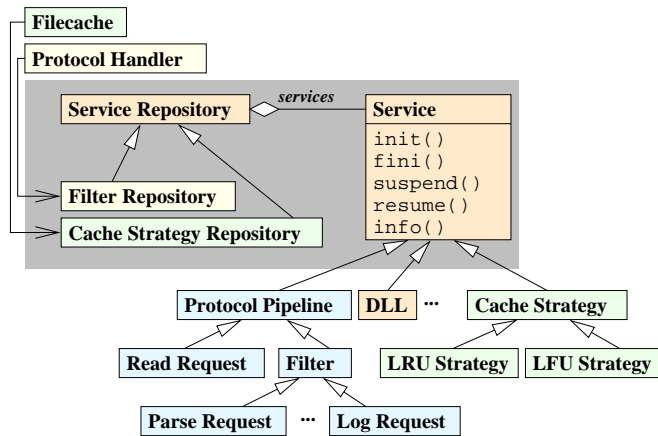 Filecache
Protocol Handler
Service Repository
services
Service
init()
fini()
suspend()
resume()
info()
Filter Repository
Cache Strategy Repository
Protocol Pipeline
DLL
...
Cache Strategy
Read Request
Filter
LRU Strategy
LFU Strategy
Parse Request
...
Log Request